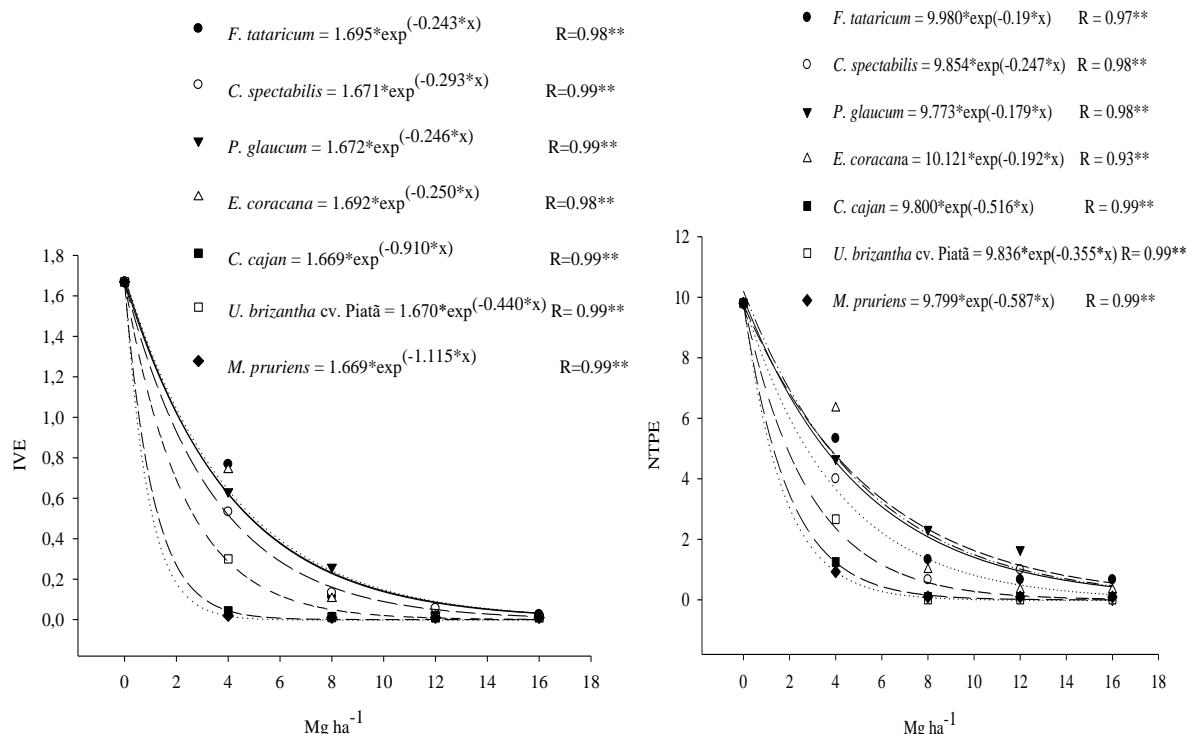 F. tataricum = 1.695*exp(-0.243*x) R=0.98**
C. spectabilis = 1.671*exp(-0.293*x) R=0.99**
P. glaucum = 1.672*exp(-0.246*x) R=0.99**
E. coracana = 1.692*exp(-0.250*x) R=0.98**
C. cajan = 1.669*exp(-0.910*x) R=0.99**
U. brizantha cv. Piatã = 1.670*exp(-0.440*x) R= 0.99**
M. pruriens = 1.669*exp(-1.115*x) R=0.99**
1,8
1,6
1,4
1,2
1,0
0,8
0,6
0,4
0,2
0,0
IVE
0 2 4 6 8 10 12 14 16 18
Mg ha-1
F. tataricum = 9.980*exp(-0.19*x) R = 0.97**
C. spectabilis = 9.854*exp(-0.247*x) R = 0.98**
P. glaucum = 9.773*exp(-0.179*x) R = 0.98**
E. coracana = 10.121*exp(-0.192*x) R = 0.93**
C. cajan = 9.800*exp(-0.516*x) R = 0.99**
U. brizantha cv. Piatã = 9.836*exp(-0.355*x) R= 0.99**
M. pruriens = 9.799*exp(-0.587*x) R = 0.99**
12
10
8
6
4
2
0
NTPE
0 2 4 6 8 10 12 14 16 18
Mg ha-1